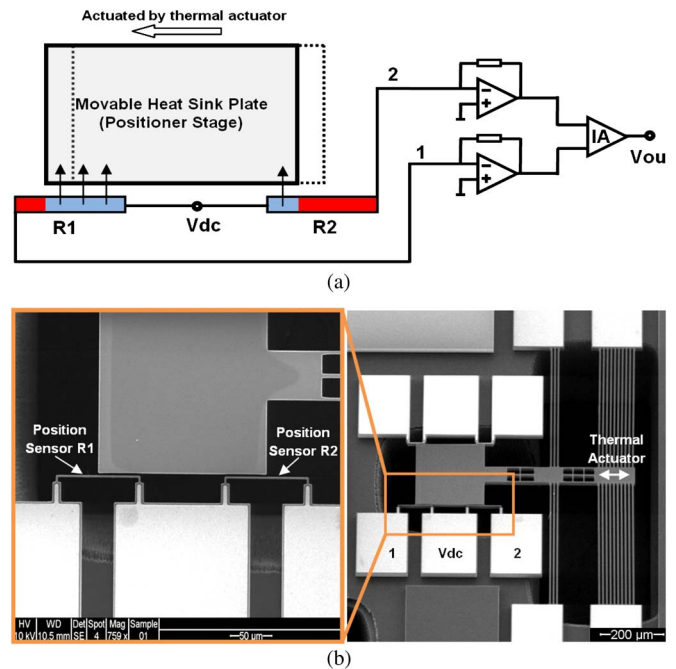 Actuated by thermal actuator
Movable Heat Sink Plate
(Positioner Stage)
R1
Vdc
R2
2
1
−
+
−
+
IA
Vou
(a)
(b)
Position
Sensor R1
Position
Sensor R2
HV WD Det Spot Mag Sample
10 kV 10.5 mm SE 4 759 x 01
50 µm
Thermal
Actuator
1
Vdc
2
200 µm